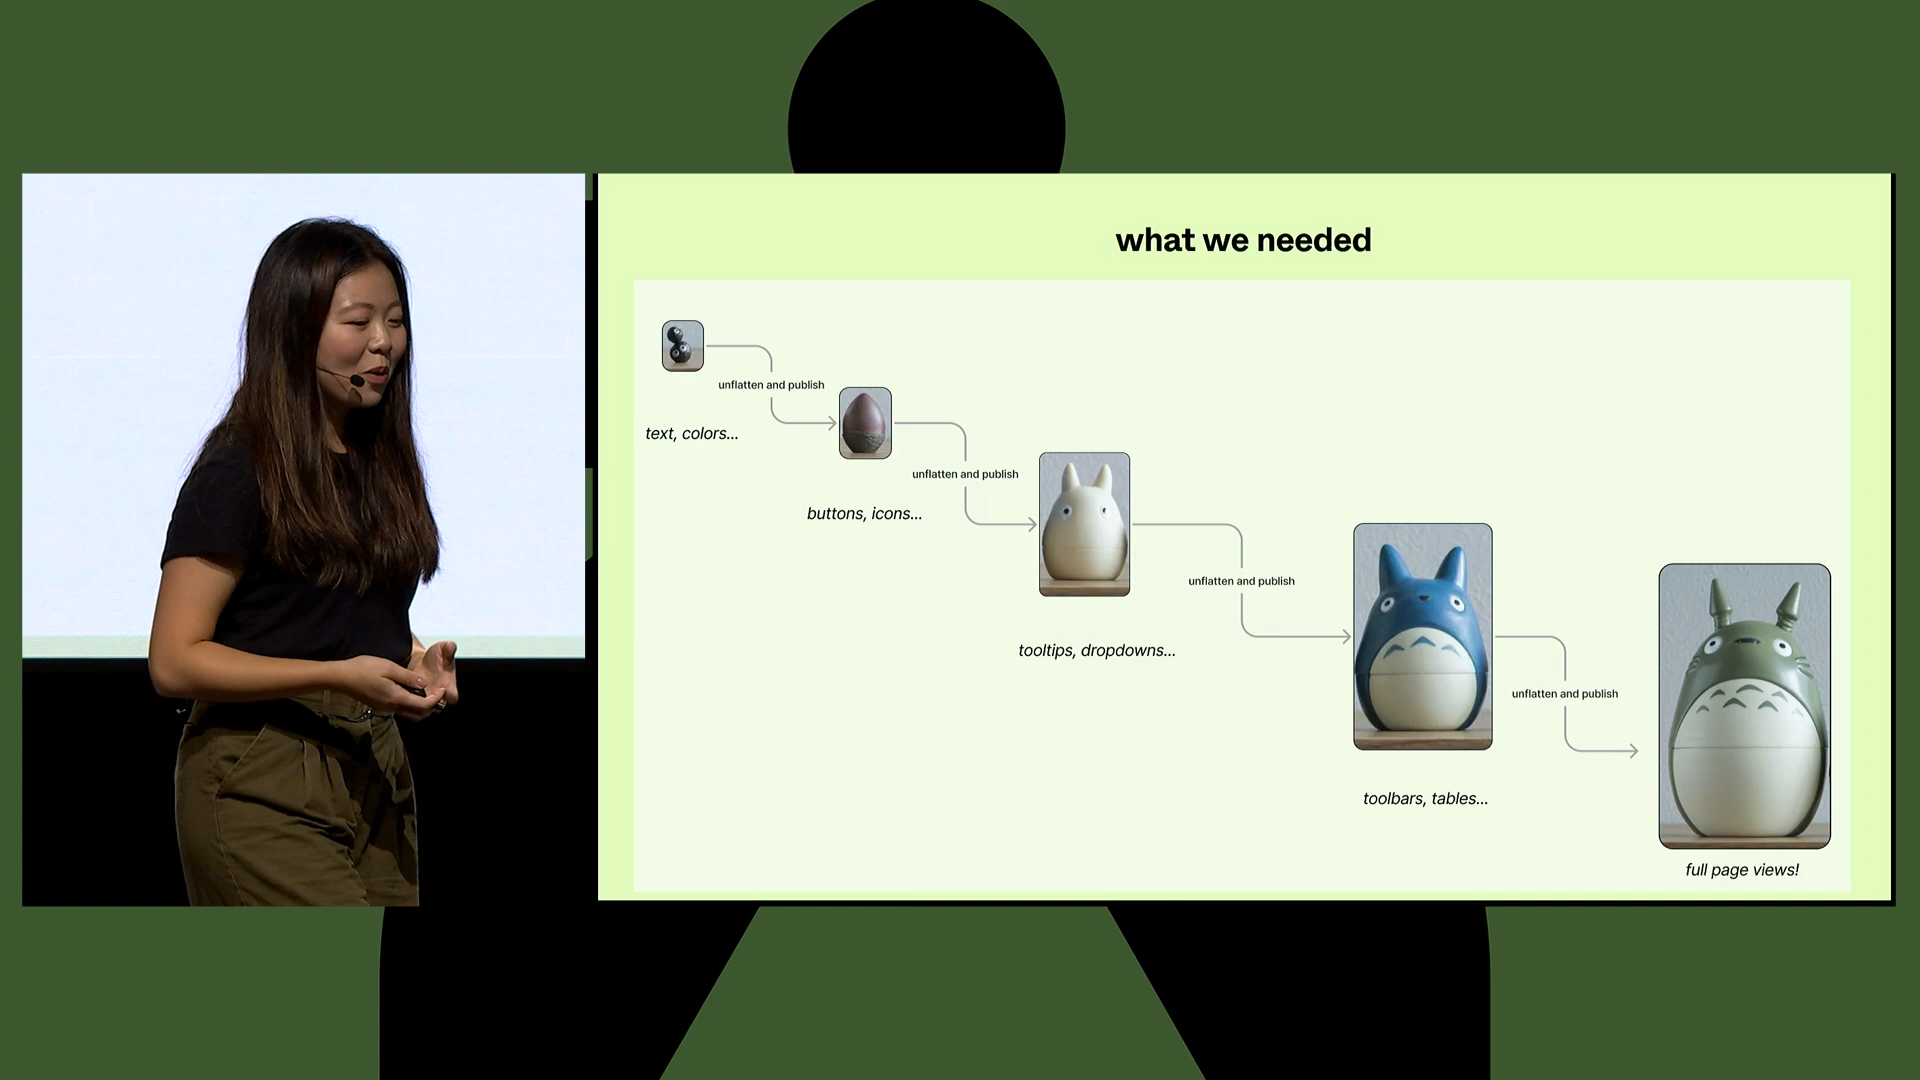 what we needed
unflatten and publish
text, colors...
unflatten and publish
buttons, icons...
unflatten and publish
tooltips, dropdowns...
unflatten and publish
toolbars, tables...
full page views!